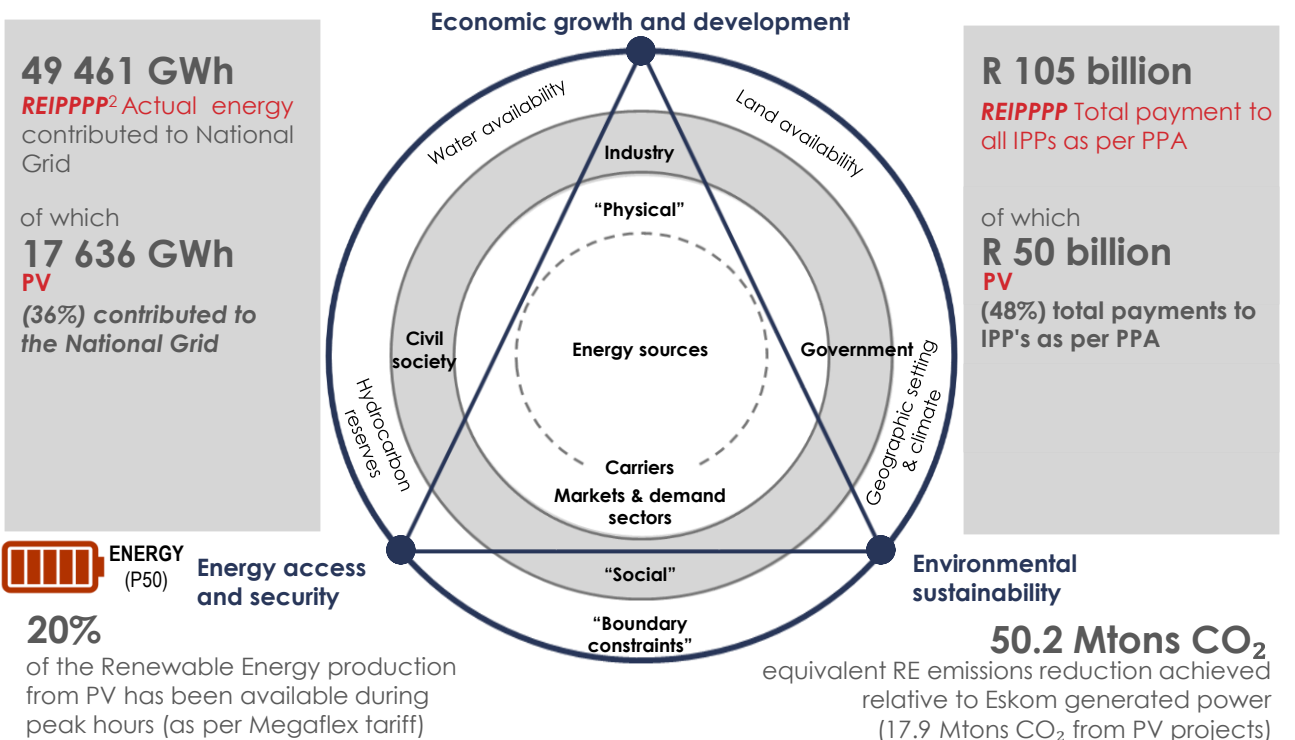 Economic growth and development
49 461 GWh
REIPPPP² Actual energy
contributed to National
Grid
of which
17 636 GWh
PV
(36%) contributed to
the National Grid
Water availability
Land availability
Industry
“Physical”
Civil
society
Energy sources
Government
Hydrocarbon
reserves
Geographic setting
& climate
Carriers
Markets & demand
sectors
“Social”
“Boundary
constraints”
R 105 billion
REIPPPP Total payment to
all IPPs as per PPA
of which
R 50 billion
PV
(48%) total payments to
IPP's as per PPA
ENERGY
(P50)
Energy access
and security
20%
of the Renewable Energy production
from PV has been available during
peak hours (as per Megaflex tariff)
Environmental
sustainability
50.2 Mtons CO₂
equivalent RE emissions reduction achieved
relative to Eskom generated power
(17.9 Mtons CO₂ from PV projects)